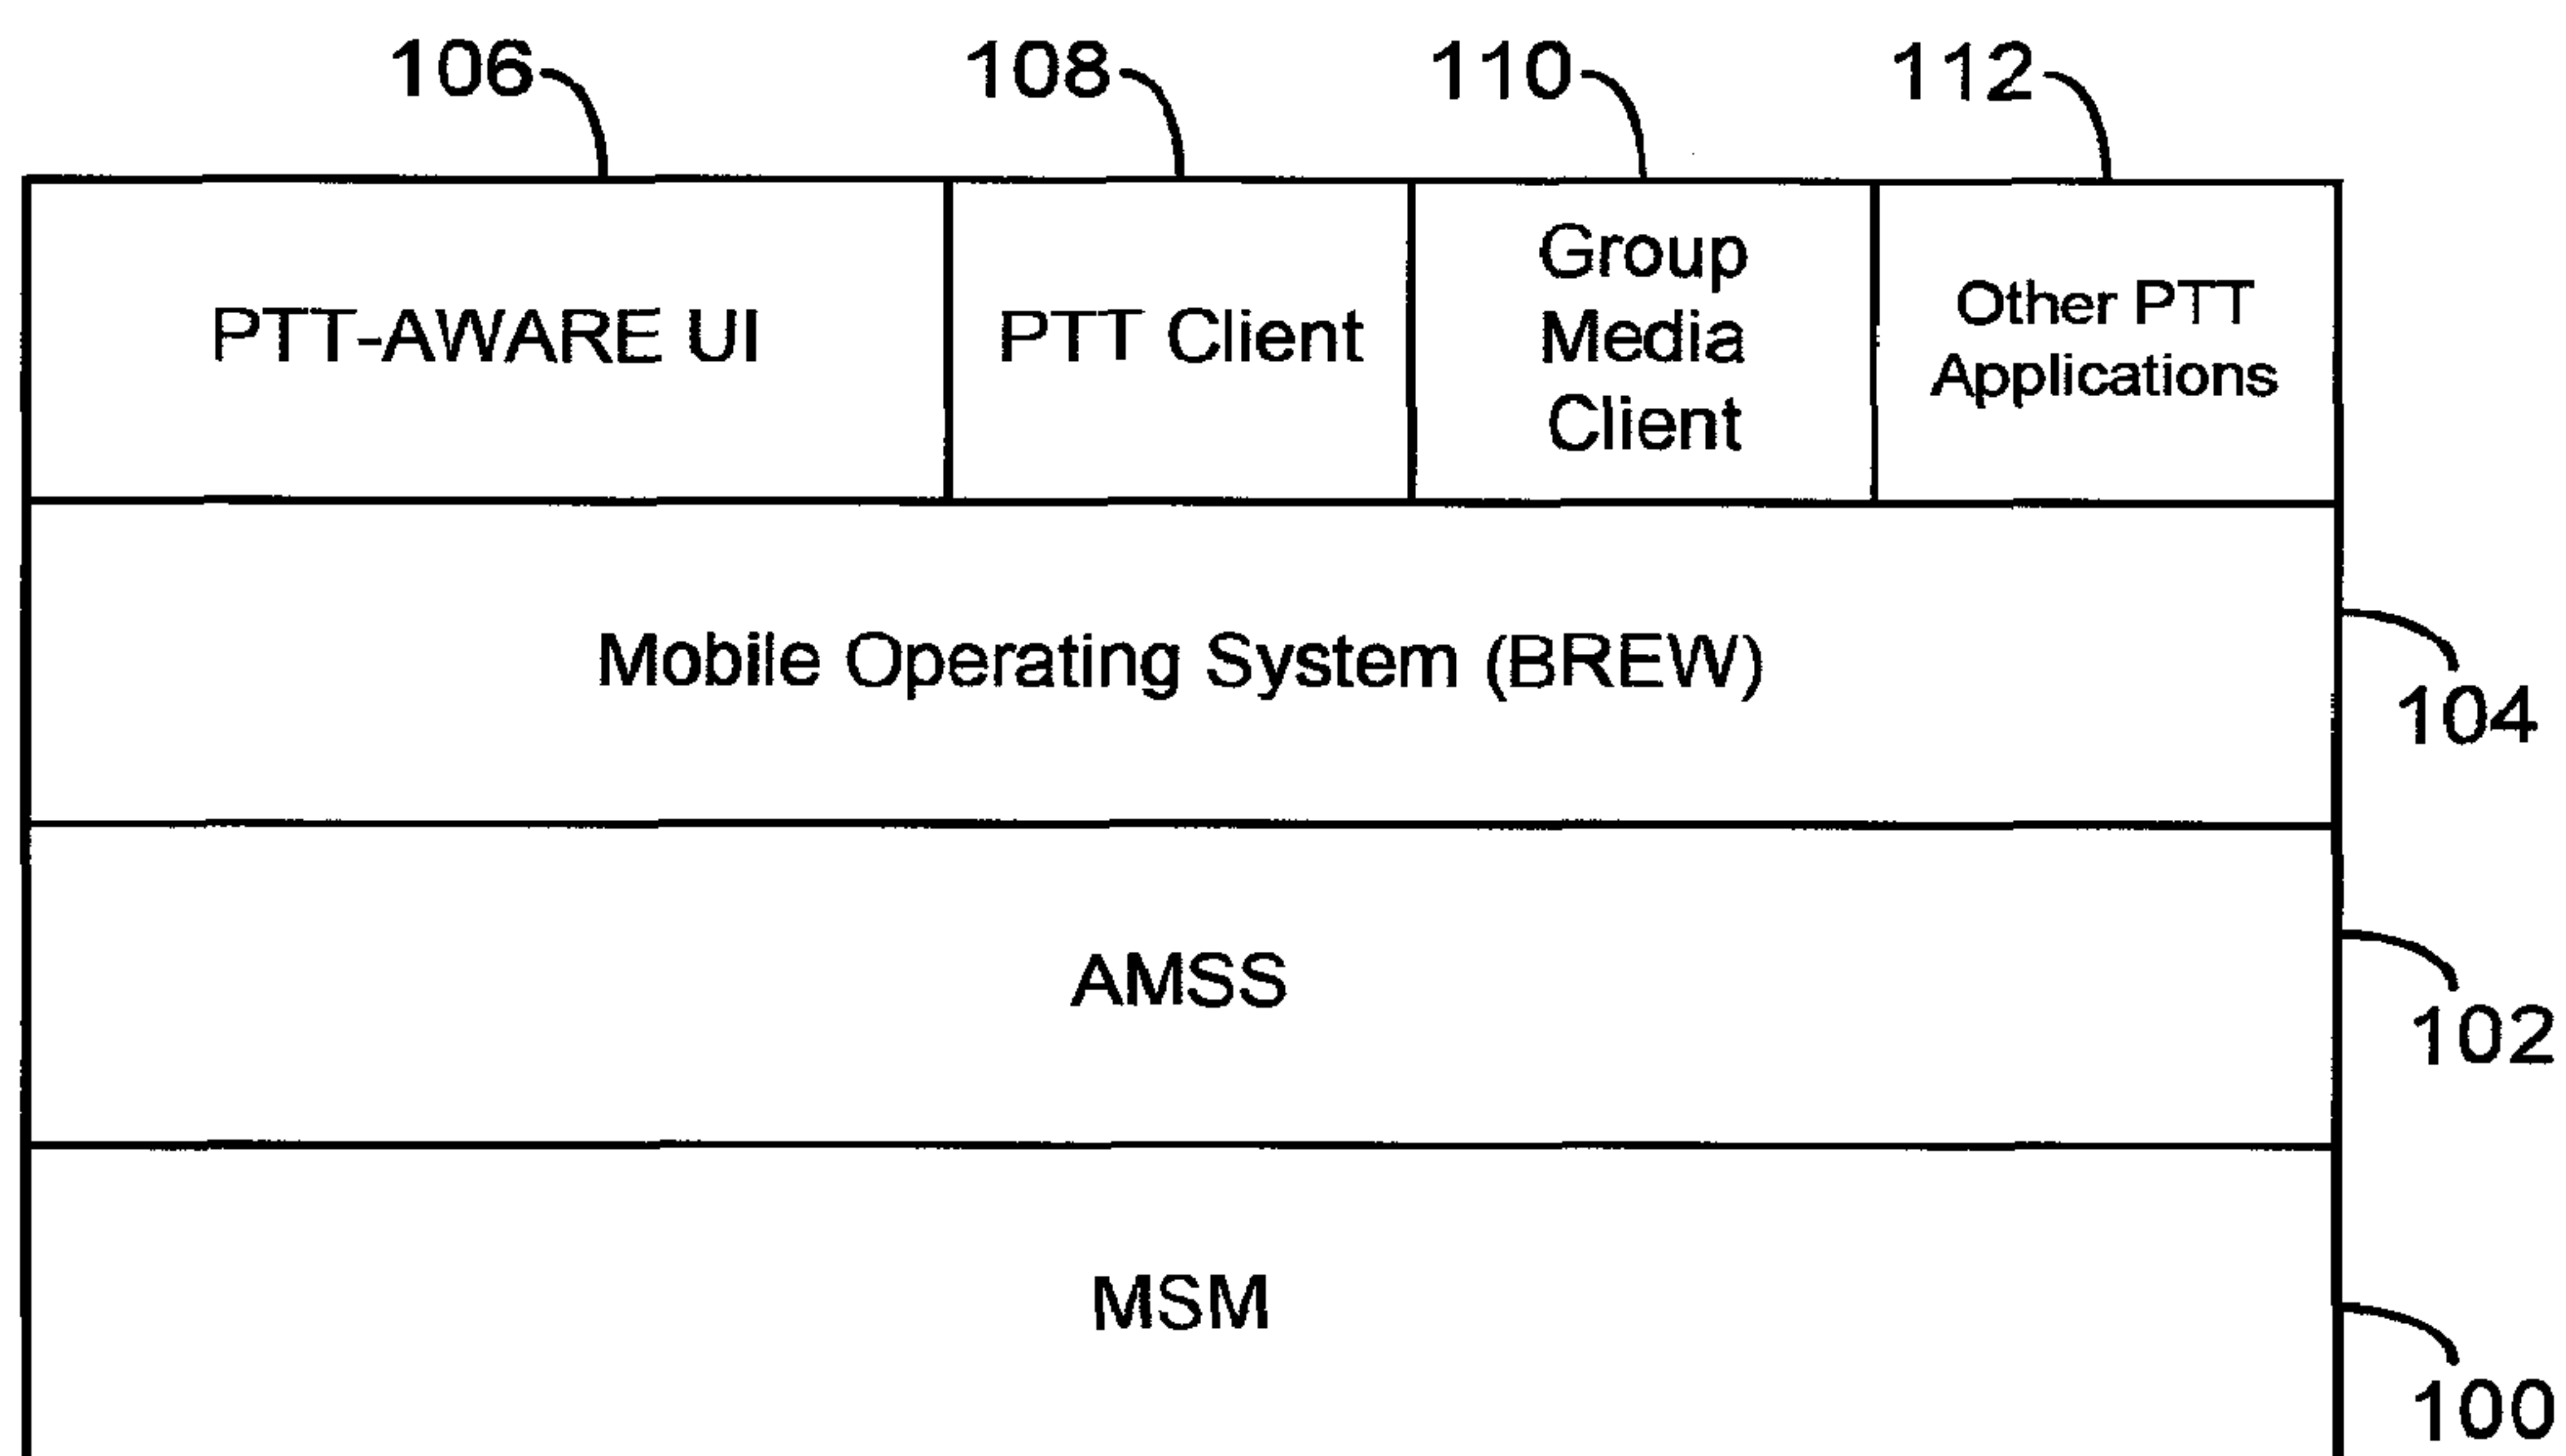 106
108
110
112
PTT-AWARE UI
PTT Client
Group
Media
Client
Other PTT
Applications
Mobile Operating System (BREW)
104
AMSS
102
MSM
100